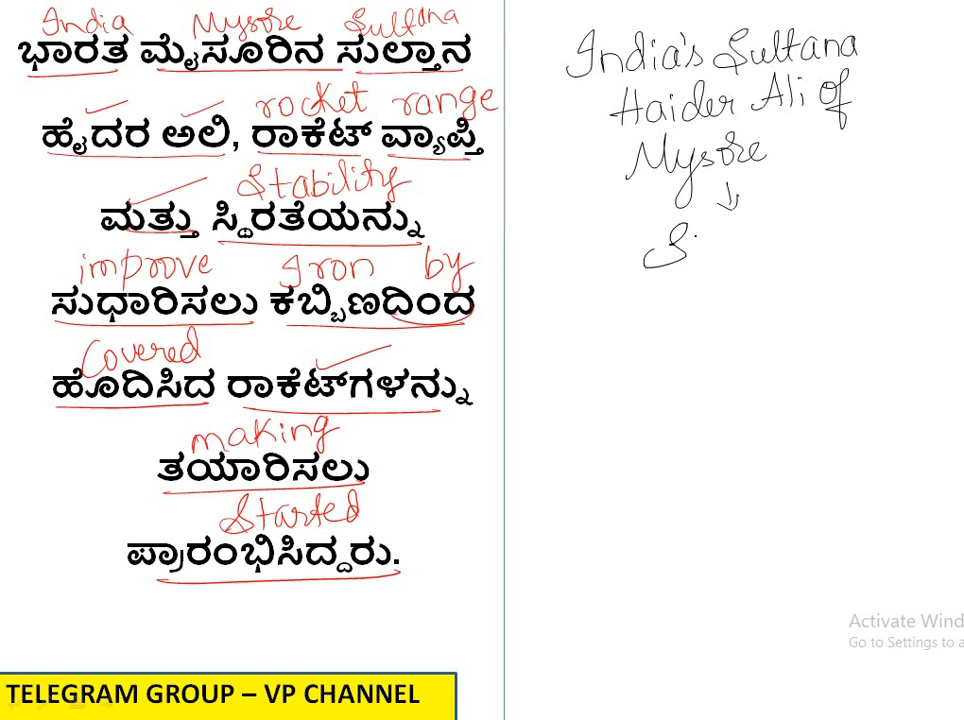 India Mysore Sultana
ಭಾರತ ಮೈಸೂರಿನ ಸುಲ್ತಾನ
rocket range
ಹೈದರ ಅಲಿ, ರಾಕೆಟ್ ವ್ಯಾಪ್ತಿ
Stability
ಮತ್ತು ಸ್ಥಿರತೆಯನ್ನು
improve Iron by
ಸುಧಾರಿಸಲು ಕಬ್ಬಿಣದಿಂದ
Covered
ಹೊದಿಸಿದ ರಾಕೆಟ್‌ಗಳನ್ನು
making
ತಯಾರಿಸಲು
Started
ಪ್ರಾರಂಭಿಸಿದ್ದರು.
TELEGRAM GROUP – VP CHANNEL
India's Sultana
Haider Ali of
Mysore
S
Activate Wind
Go to Settings to a